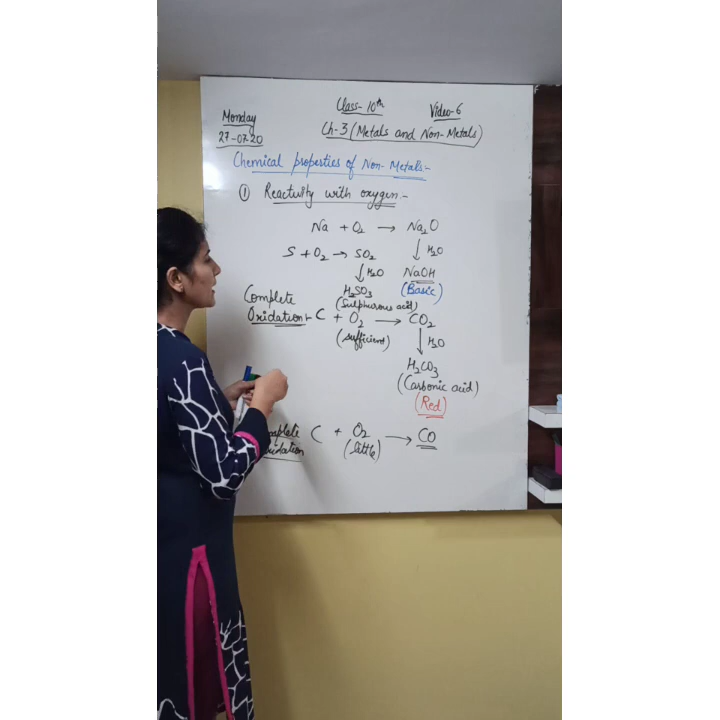 Monday
27-07-20
Class- 10th
Video-6
Ch-3 (Metals and Non-Metals)
Chemical properties of Non-Metals:-
① Reactivity with oxygen:-
Na + O2 → Na2O
↓ H2O
NaOH
(Basic)
S + O2 → SO2
↓ H2O
H2SO3
(Sulphurous acid)
Complete
Oxidation:- C + O2 → CO2
(sufficient)
↓ H2O
H2CO3
(Carbonic acid)
(Red)
C + O2 → CO
(little)